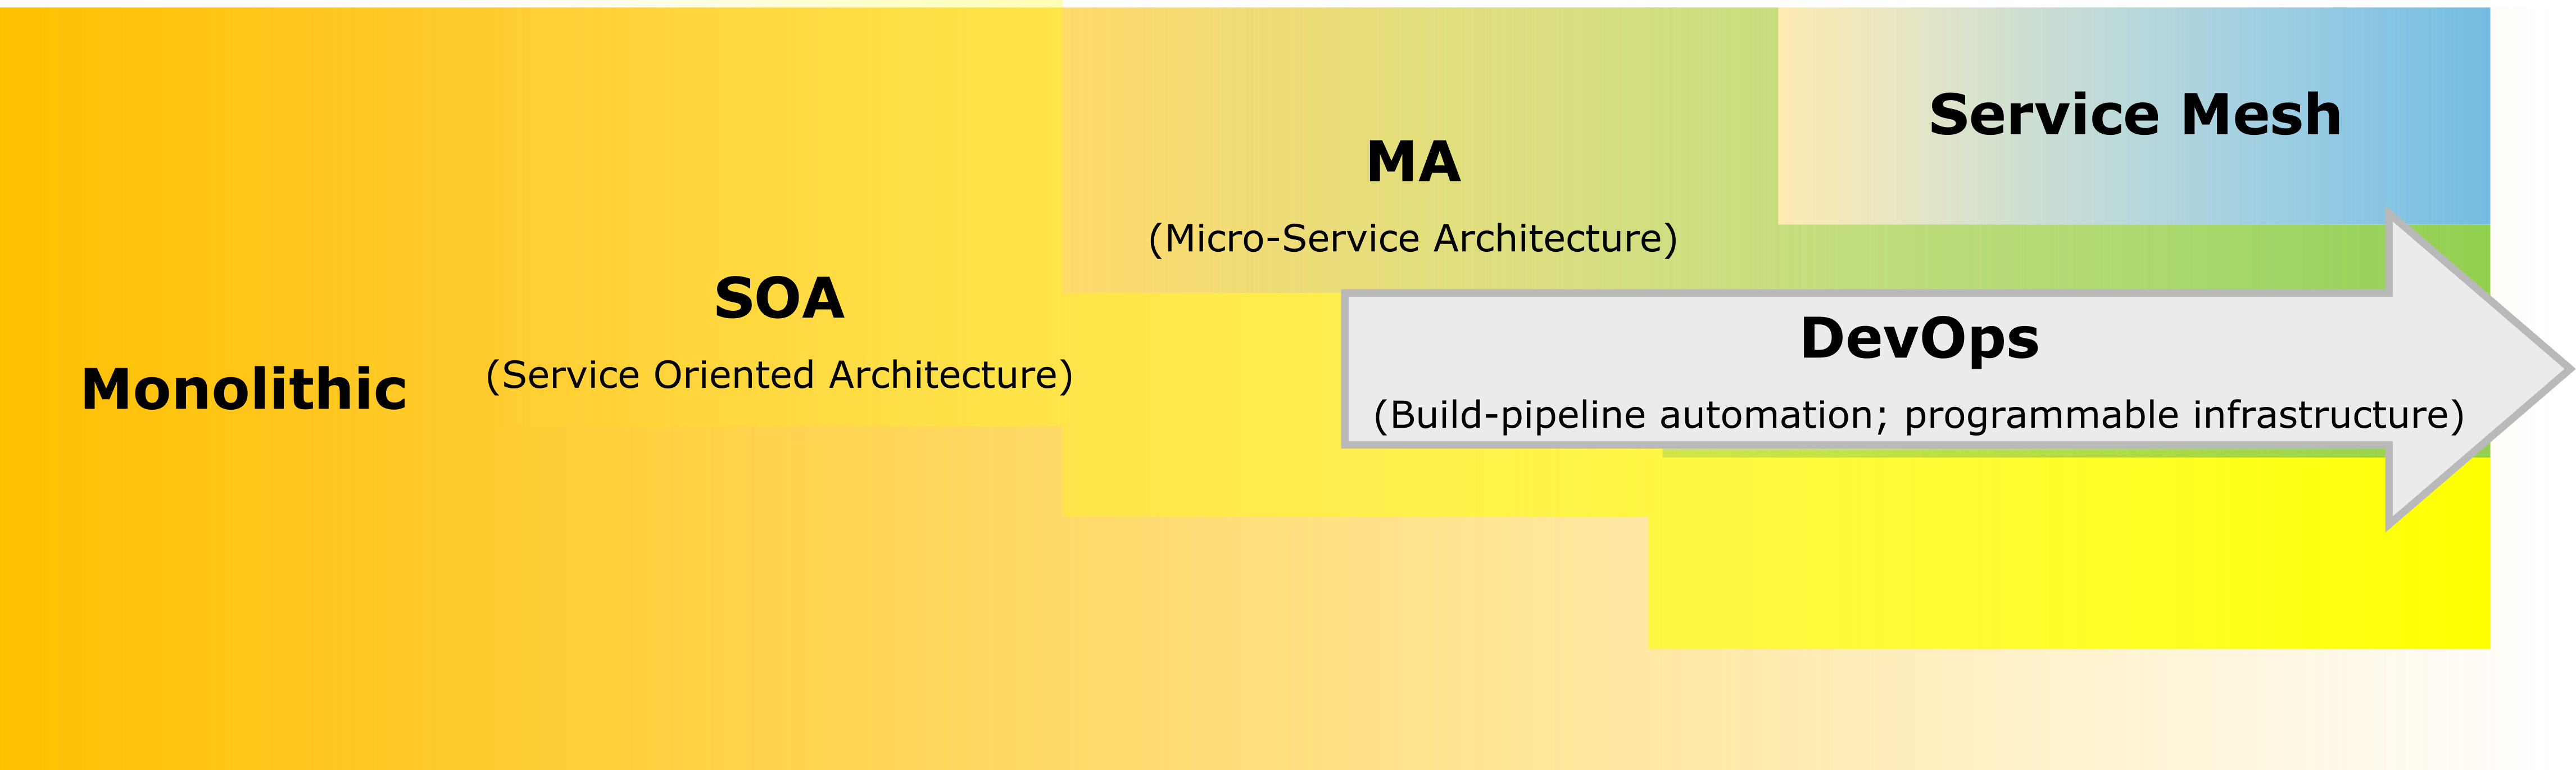 Monolithic
SOA
(Service Oriented Architecture)
MA
(Micro-Service Architecture)
Service Mesh
DevOps
(Build-pipeline automation; programmable infrastructure)